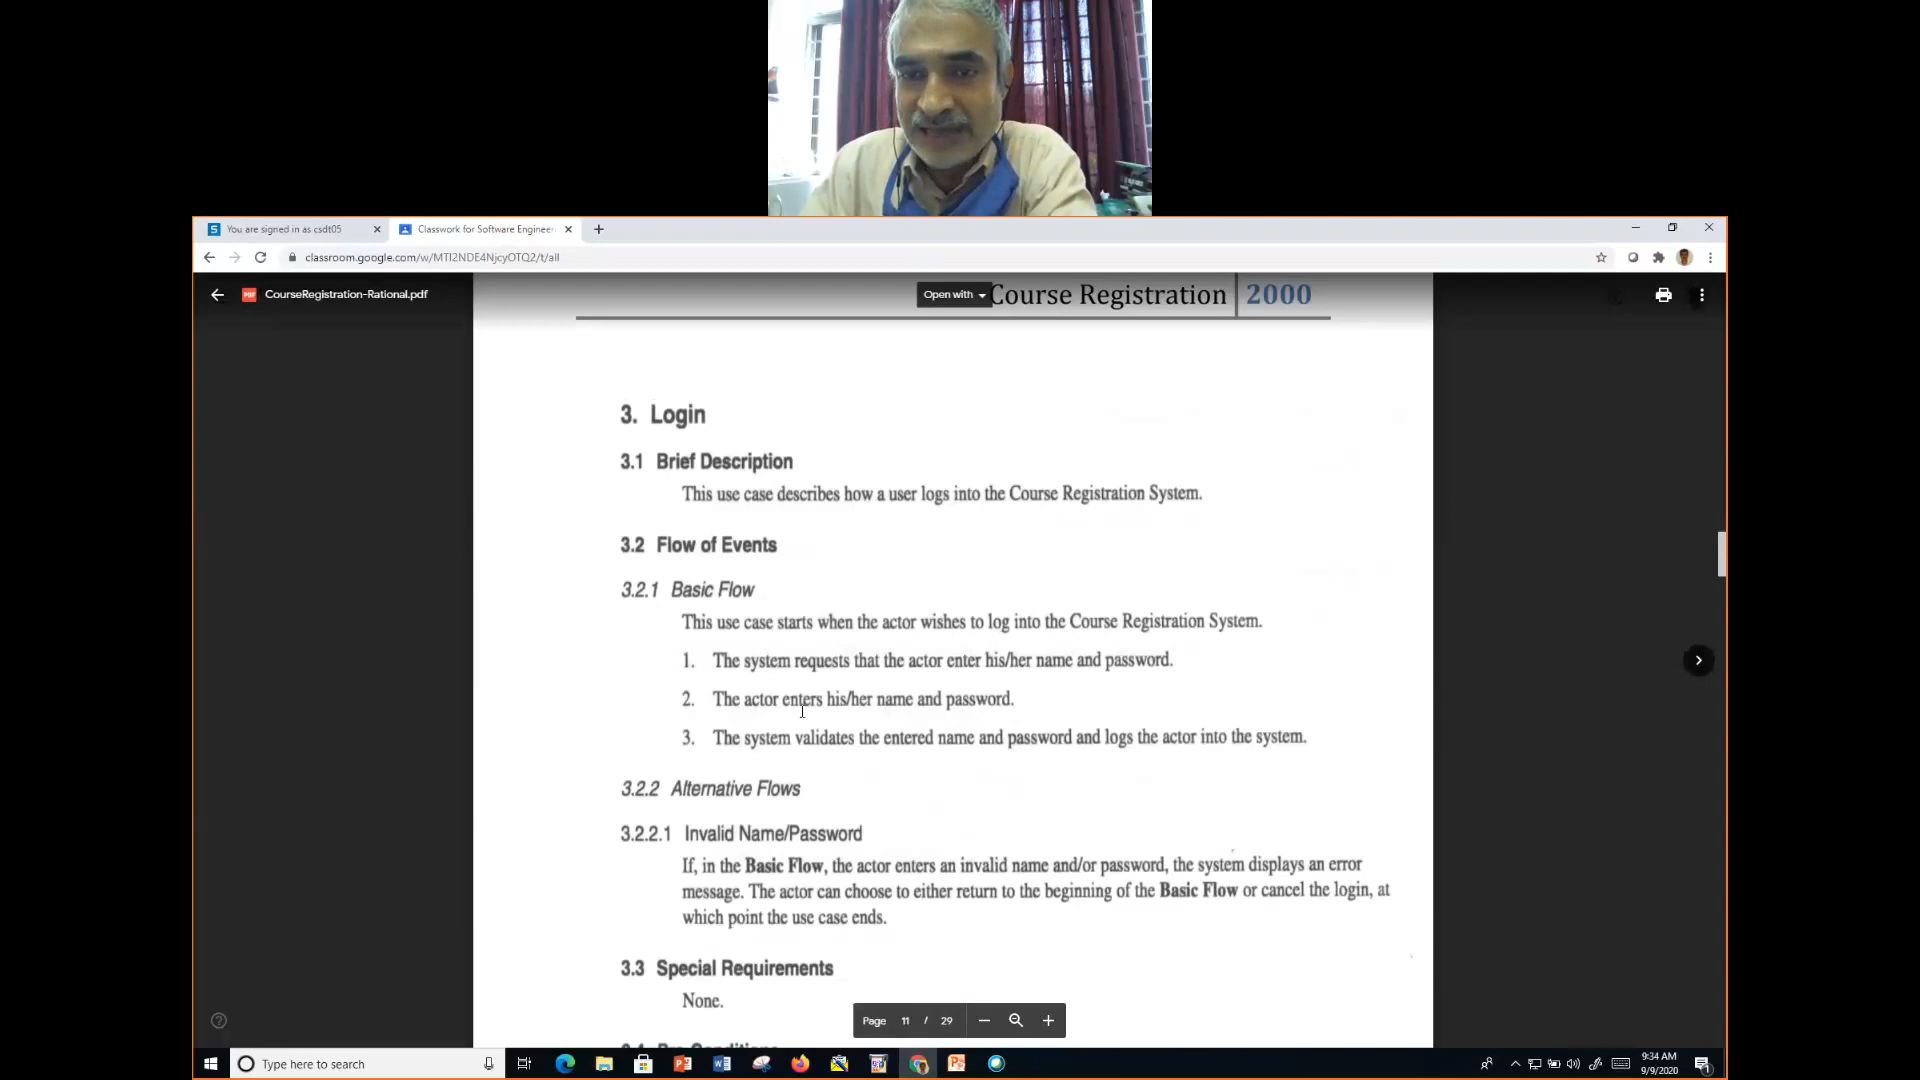 You are signed in as csdt05
Classwork for Software Engineer
classroom.google.com/w/MTI2NDE4NjcyOTQ2/t/all
CourseRegistration-Rational.pdf
Open with
Course Registration 2000
3. Login
3.1 Brief Description
This use case describes how a user logs into the Course Registration System.
3.2 Flow of Events
3.2.1 Basic Flow
This use case starts when the actor wishes to log into the Course Registration System.
1. The system requests that the actor enter his/her name and password.
2. The actor enters his/her name and password.
3. The system validates the entered name and password and logs the actor into the system.
3.2.2 Alternative Flows
3.2.2.1 Invalid Name/Password
If, in the Basic Flow, the actor enters an invalid name and/or password, the system displays an error
message. The actor can choose to either return to the beginning of the Basic Flow or cancel the login, at
which point the use case ends.
3.3 Special Requirements
None.
Page 11 / 29
Type here to search
9:34 AM
9/9/2020